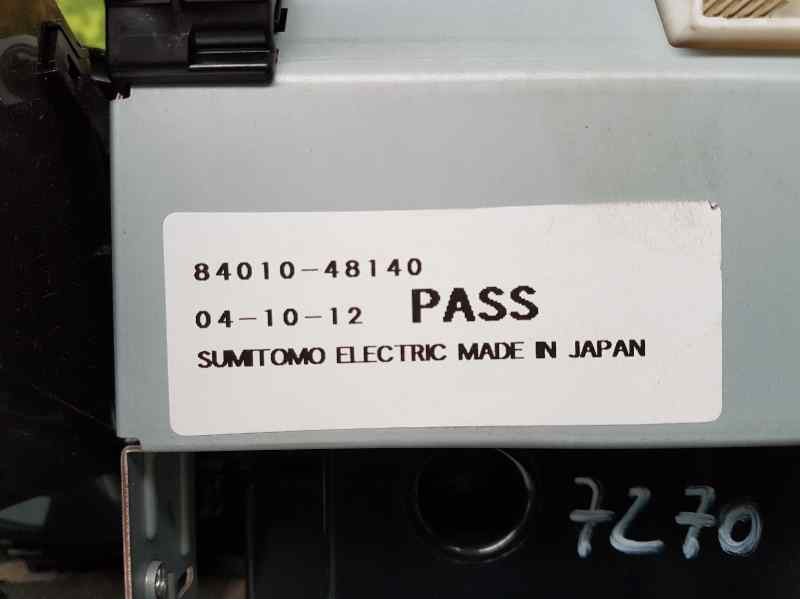 84010-48140
04-10-12 PASS
SUMITOMO ELECTRIC MADE IN JAPAN
7270